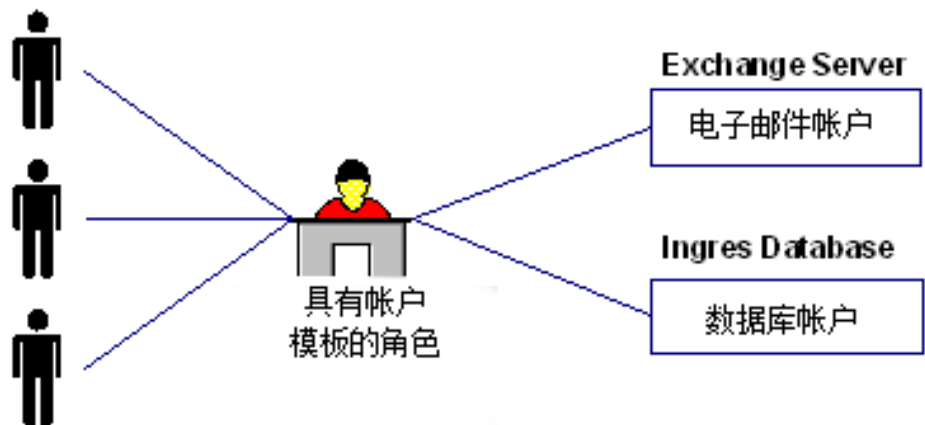 Exchange Server
电子邮件帐户
Ingres Database
数据库帐户
具有帐户
模板的角色